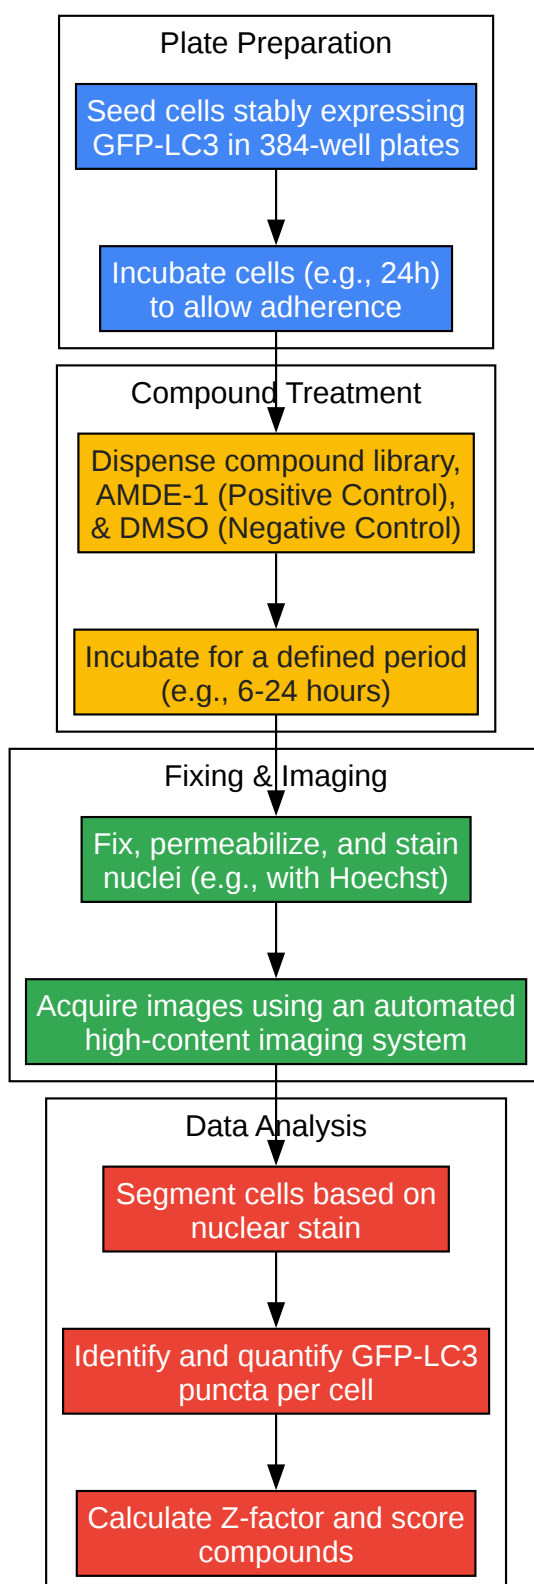 Plate Preparation
Seed cells stably expressing
GFP-LC3 in 384-well plates
Incubate cells (e.g., 24h)
to allow adherence
Compound Treatment
Dispense compound library,
AMDE-1 (Positive Control),
& DMSO (Negative Control)
Incubate for a defined period
(e.g., 6-24 hours)
Fixing & Imaging
Fix, permeabilize, and stain
nuclei (e.g., with Hoechst)
Acquire images using an automated
high-content imaging system
Data Analysis
Segment cells based on
nuclear stain
Identify and quantify GFP-LC3
puncta per cell
Calculate Z-factor and score
compounds